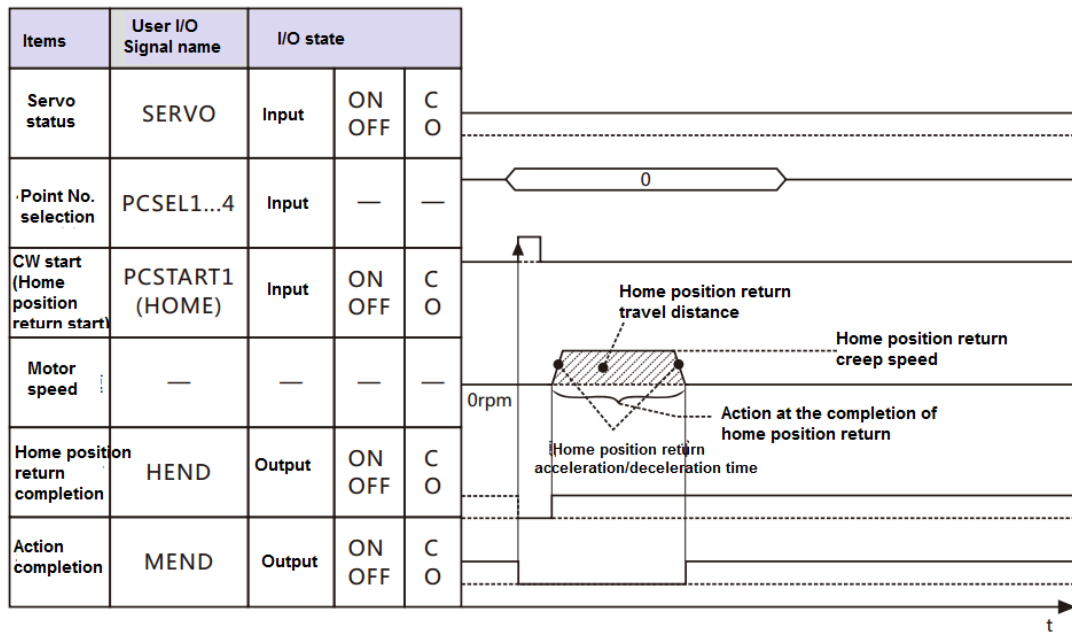 Items
User I/O
Signal name
I/O state
Servo
status
SERVO
Input
ON
OFF
C
O
Point No.
selection
PCSEL1...4
Input
—
—
0
CW start
(Home
position
return start)
PCSTART1
(HOME)
Input
ON
OFF
C
O
Home position return
travel distance
Home position return
creep speed
Motor
speed
—
—
—
—
0rpm
Action at the completion of
home position return
Home position return
acceleration/deceleration time
Home position
return
completion
HEND
Output
ON
OFF
C
O
Action
completion
MEND
Output
ON
OFF
C
O
t